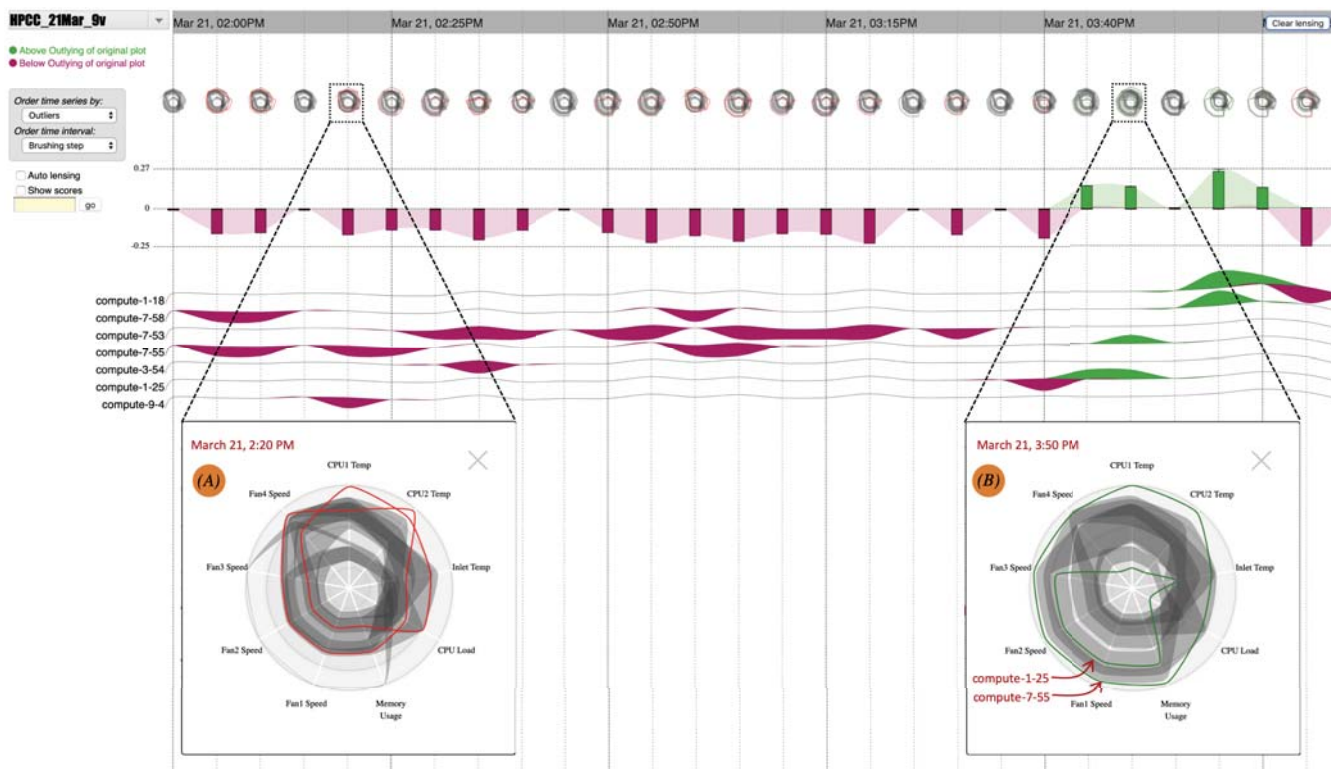 HPCC_21Mar_9v
Mar 21, 02:00PM
Mar 21, 02:25PM
Mar 21, 02:50PM
Mar 21, 03:15PM
Mar 21, 03:40PM
Clear lensing
Above Outlying of original plot
Below Outlying of original plot
Order time series by:
Outliers
Order time interval:
Brushing step
Auto lensing
Show scores
go
0.27
0
-0.25
compute-1-18
compute-7-58
compute-7-53
compute-7-55
compute-3-54
compute-1-25
compute-9-4
March 21, 2:20 PM
(A)
CPU1 Temp
CPU2 Temp
Inlet Temp
CPU Load
Memory
Usage
Fan1 Speed
Fan2 Speed
Fan3 Speed
Fan4 Speed
March 21, 3:50 PM
(B)
CPU1 Temp
CPU2 Temp
Inlet Temp
CPU Load
Memory
Usage
Fan1 Speed
Fan2 Speed
Fan3 Speed
Fan4 Speed
compute-1-25
compute-7-55